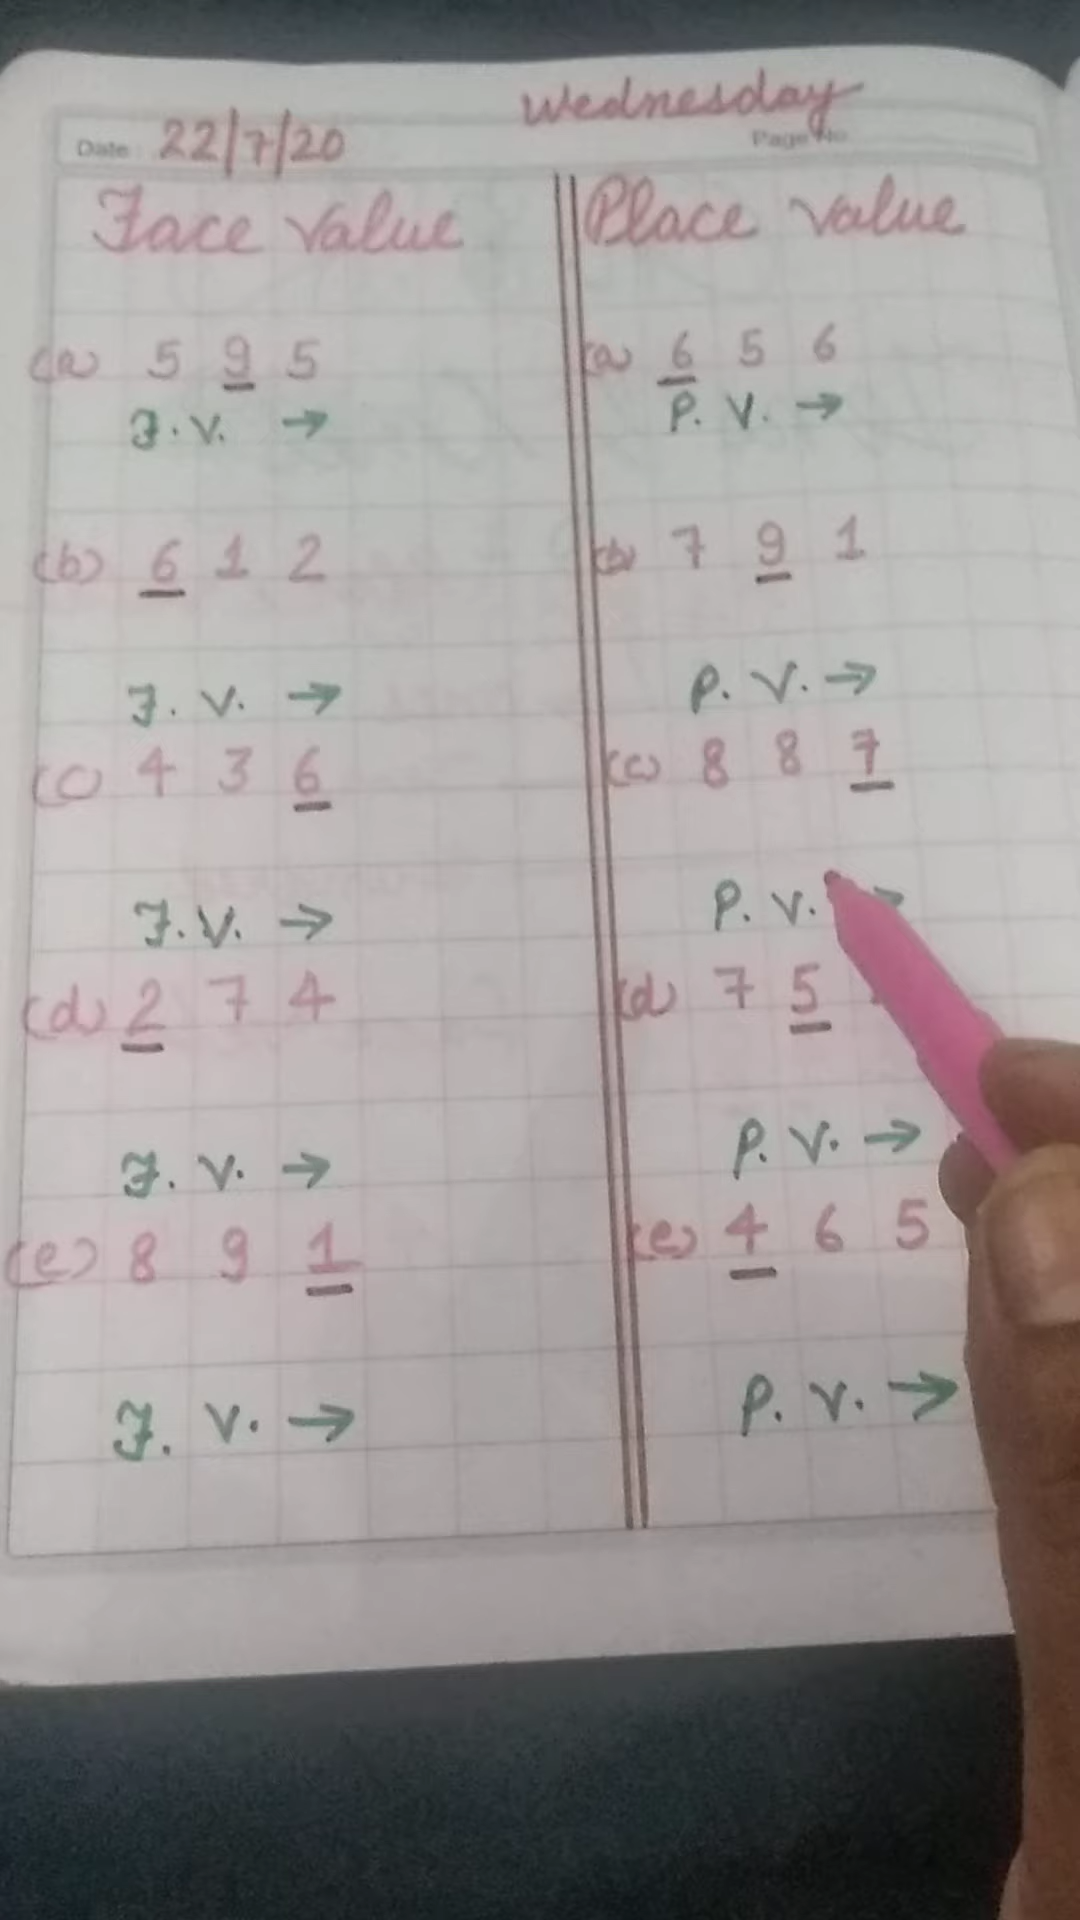 Wednesday
Date: 22/7/20
Page No
Face Value
(a) 5 9 5
F. V. →
(b) 6 1 2
F. V. →
(c) 4 3 6
F. V. →
(d) 2 7 4
F. V. →
(e) 8 9 1
F. V. →
Place Value
(a) 6 5 6
P. V. →
(b) 7 9 1
P. V. →
(c) 8 8 7
P. V. →
(d) 7 5
P. V. →
(e) 4 6 5
P. V. →